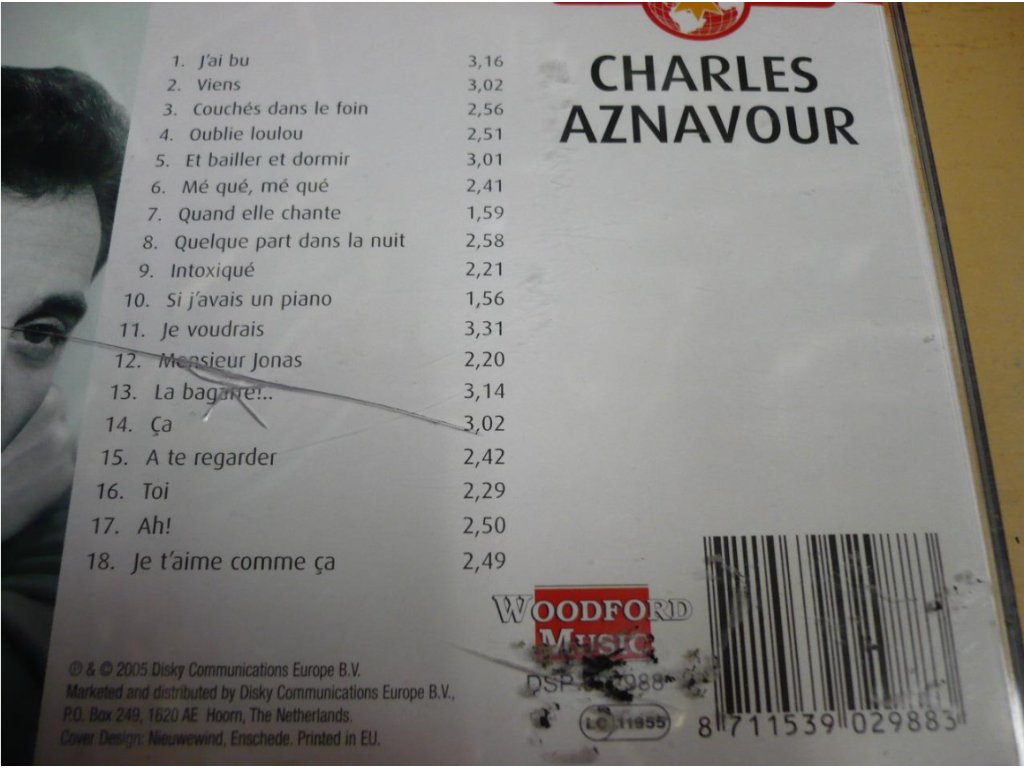 1. J'ai bu 3,16
2. Viens 3,02
3. Couchés dans le foin 2,56
4. Oublie loulou 2,51
5. Et bailler et dormir 3,01
6. Mé qué, mé qué 2,41
7. Quand elle chante 1,59
8. Quelque part dans la nuit 2,58
9. Intoxiqué 2,21
10. Si j'avais un piano 1,56
11. Je voudrais 3,31
12. Monsieur Jonas 2,20
13. La bagarre!.. 3,14
14. Ça 3,02
15. A te regarder 2,42
16. Toi 2,29
17. Ah! 2,50
18. Je t'aime comme ça 2,49
CHARLES
AZNAVOUR
℗ & © 2005 Disky Communications Europe B.V.
Marketed and distributed by Disky Communications Europe B.V.,
P.O. Box 249, 1620 AE Hoorn, The Netherlands.
Cover Design: Nieuwewind, Enschede. Printed in EU.
WOODFORD
MUSIC
DSP
LC 11955
8 711539 029883